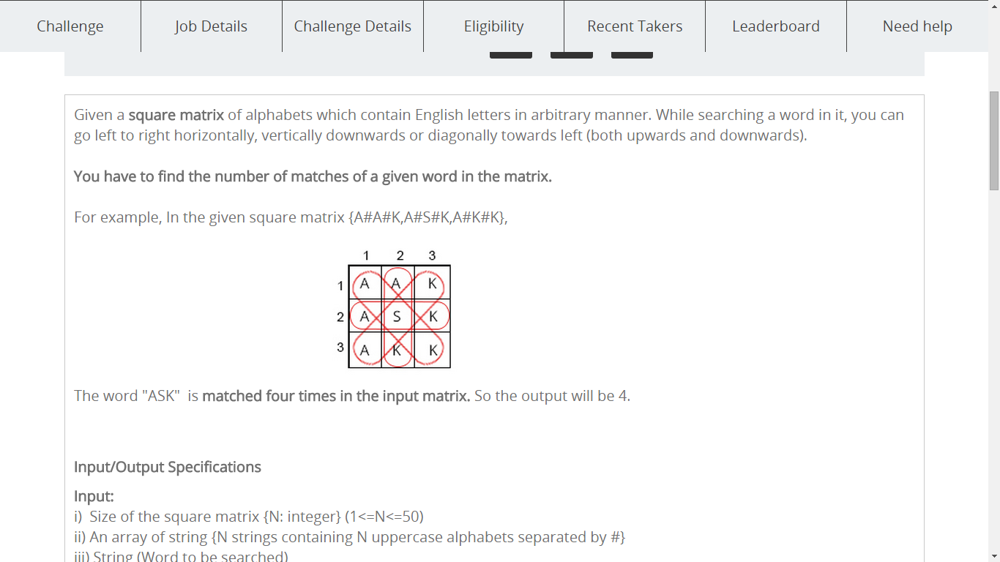 Challenge
Job Details
Challenge Details
Eligibility
Recent Takers
Leaderboard
Need help
Given a square matrix of alphabets which contain English letters in arbitrary manner. While searching a word in it, you can
go left to right horizontally, vertically downwards or diagonally towards left (both upwards and downwards).
You have to find the number of matches of a given word in the matrix.
For example, In the given square matrix {A#A#K,A#S#K,A#K#K},
1 2 3
1 A A K
2 A S K
3 A K K
The word "ASK" is matched four times in the input matrix. So the output will be 4.
Input/Output Specifications
Input:
i) Size of the square matrix {N: integer} (1<=N<=50)
ii) An array of string {N strings containing N uppercase alphabets separated by #}
iii) String (Word to be searched)